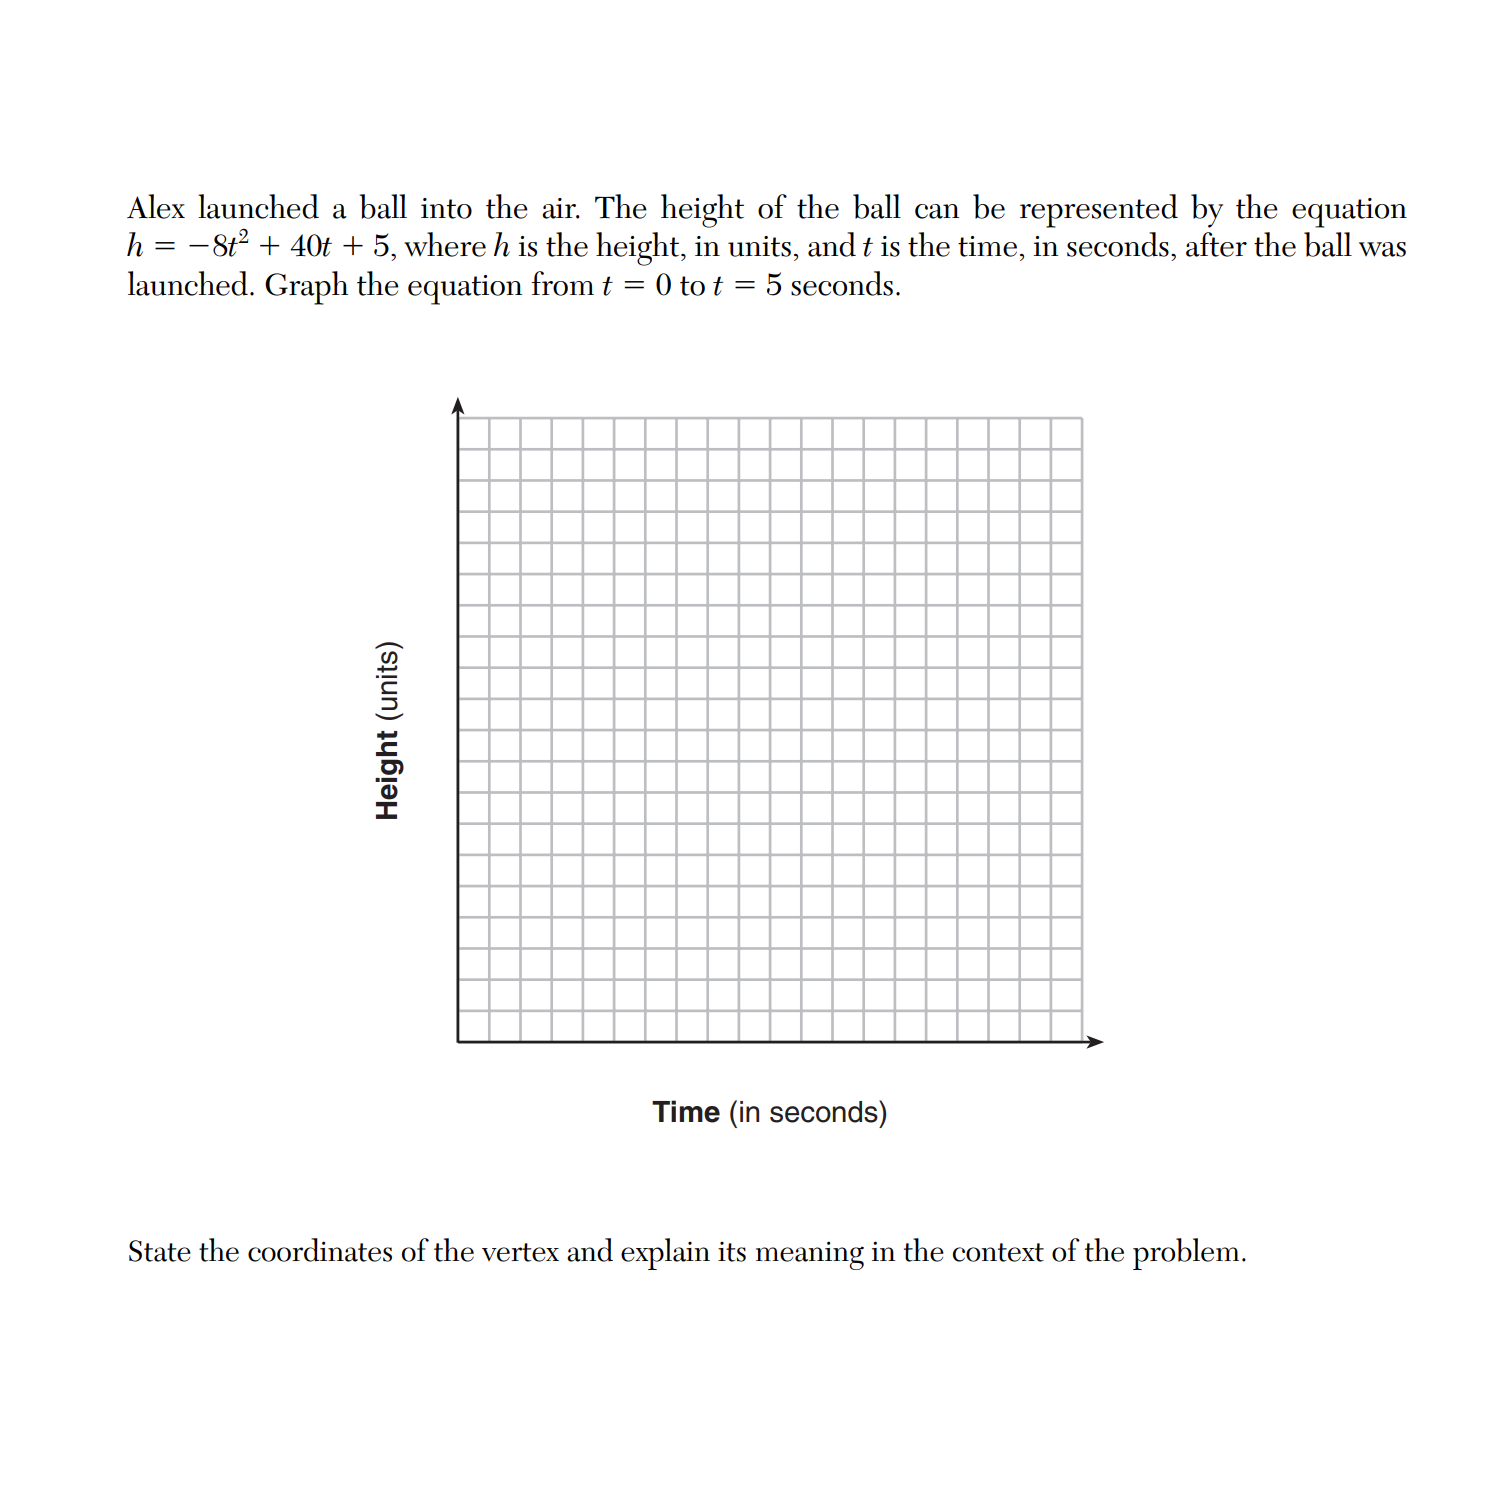 Alex launched a ball into the air. The height of the ball can be represented by the equation
h = −8t² + 40t + 5, where h is the height, in units, and t is the time, in seconds, after the ball was
launched. Graph the equation from t = 0 to t = 5 seconds.
Height (units)
Time (in seconds)
State the coordinates of the vertex and explain its meaning in the context of the problem.